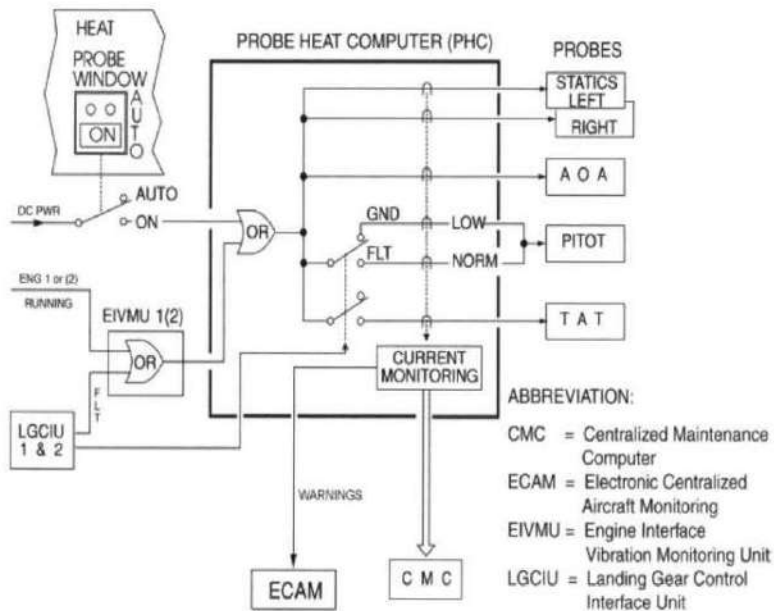 HEAT
PROBE
WINDOW
AUTO
ON
PROBE HEAT COMPUTER (PHC)
PROBES
STATICS
LEFT
RIGHT
A O A
DC PWR
AUTO
ON
OR
GND
LOW
FLT
NORM
PITOT
ENG 1 or (2)
RUNNING
EIVMU 1(2)
OR
T A T
FLT
LGCIU
1 & 2
CURRENT
MONITORING
WARNINGS
ECAM
C M C
ABBREVIATION:
CMC = Centralized Maintenance
Computer
ECAM = Electronic Centralized
Aircraft Monitoring
EIVMU = Engine Interface
Vibration Monitoring Unit
LGCIU = Landing Gear Control
Interface Unit